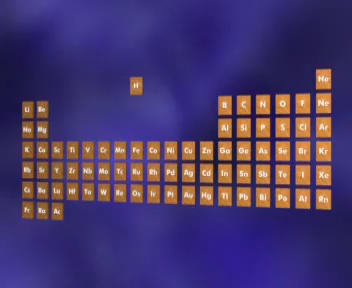 He
H
Li Be B C N O F Ne
Na Mg Al Si P S Cl Ar
K Ca Sc Ti V Cr Mn Fe Co Ni Cu Zn Ga Ge As Se Br Kr
Rb Sr Y Zr Nb Mo Tc Ru Rh Pd Ag Cd In Sn Sb Te I Xe
Cs Ba Lu Hf Ta W Re Os Ir Pt Au Hg Tl Pb Bi Po At Rn
Fr Ra Ac